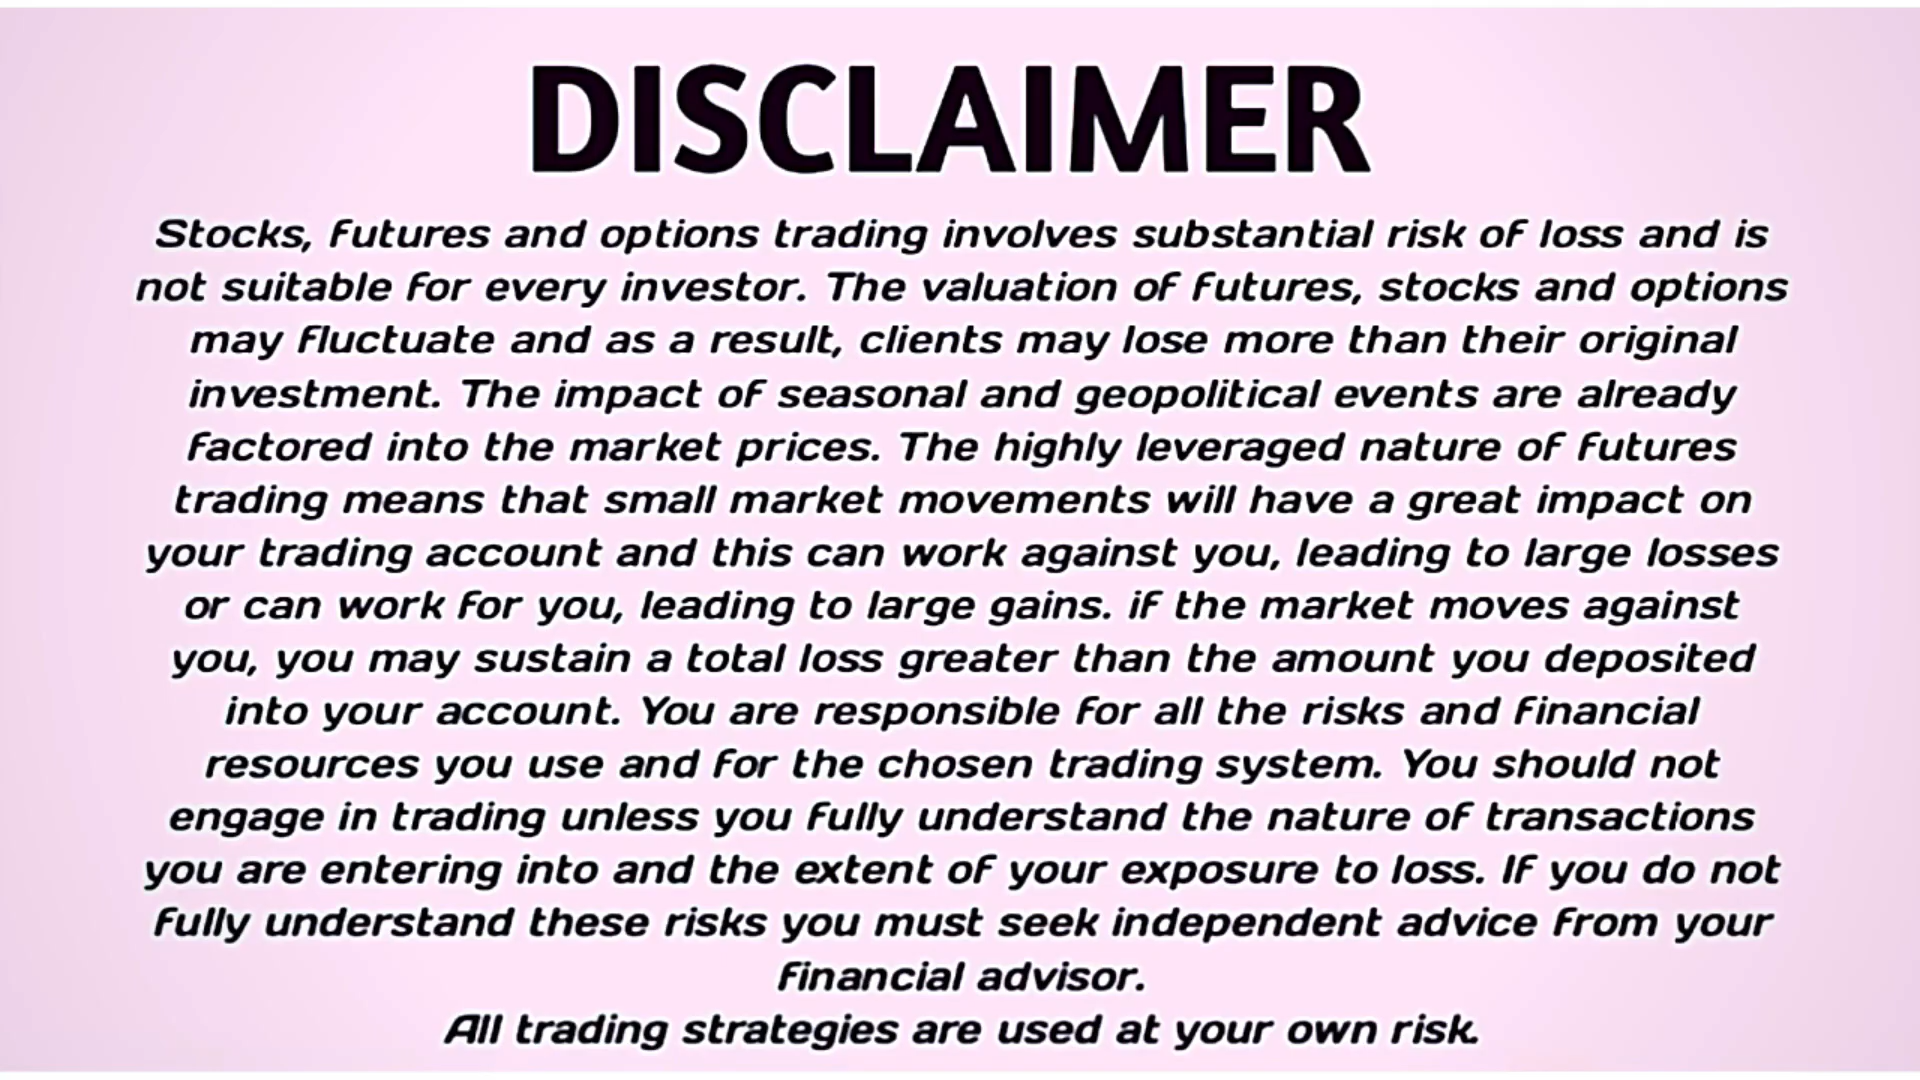 DISCLAIMER
Stocks, futures and options trading involves substantial risk of loss and is
not suitable for every investor. The valuation of futures, stocks and options
may fluctuate and as a result, clients may lose more than their original
investment. The impact of seasonal and geopolitical events are already
factored into the market prices. The highly leveraged nature of futures
trading means that small market movements will have a great impact on
your trading account and this can work against you, leading to large losses
or can work for you, leading to large gains. if the market moves against
you, you may sustain a total loss greater than the amount you deposited
into your account. You are responsible for all the risks and financial
resources you use and for the chosen trading system. You should not
engage in trading unless you fully understand the nature of transactions
you are entering into and the extent of your exposure to loss. If you do not
fully understand these risks you must seek independent advice from your
financial advisor.
All trading strategies are used at your own risk.